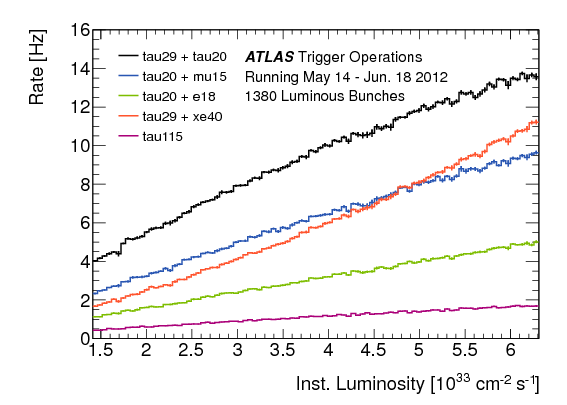 Rate [Hz]
16
14
12
10
8
6
4
2
0
tau29 + tau20
tau20 + mu15
tau20 + e18
tau29 + xe40
tau115
ATLAS Trigger Operations
Running May 14 - Jun. 18 2012
1380 Luminous Bunches
1.5 2 2.5 3 3.5 4 4.5 5 5.5 6
Inst. Luminosity [10³³ cm⁻² s⁻¹]